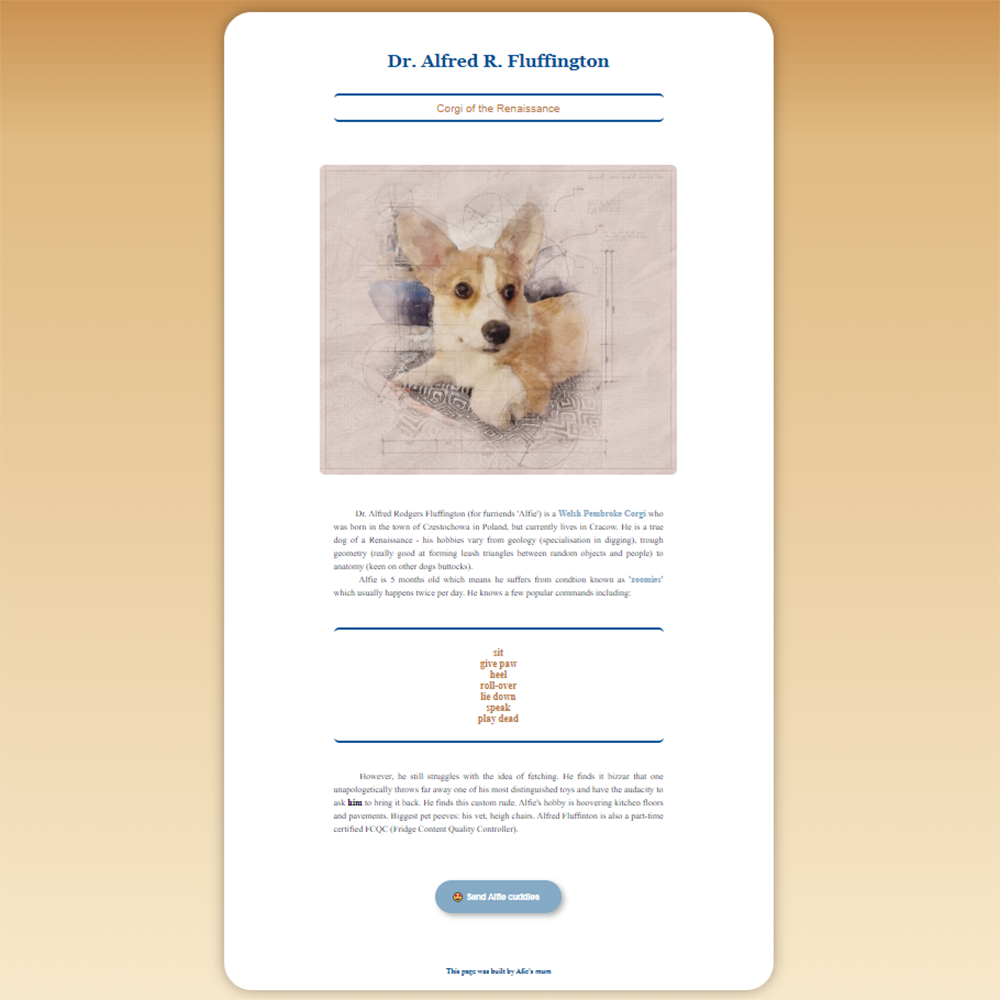 Dr. Alfred R. Fluffington
Corgi of the Renaissance
Dr. Alfred Rodgers Fluffington (for furriends 'Alfie') is a Welsh Pembroke Corgi who
was born in the town of Czestochowa in Poland, but currently lives in Cracow. He is a true
dog of a Renaissance - his hobbies vary from geology (specialisation in digging), trough
geometry (really good at forming leash triangles between random objects and people) to
anatomy (keen on other dogs buttocks).
Alfie is 5 months old which means he suffers from condtion known as 'zoomies'
which usually happens twice per day. He knows a few popular commands including:
sit
give paw
heel
roll-over
lie down
speak
play dead
However, he still struggles with the idea of fetching. He finds it bizzar that one
unapologetically throws far away one of his most distinguished toys and have the audacity to
ask him to bring it back. He finds this custom rude. Alfie's hobby is hoovering kitchen floors
and pavements. Biggest pet peeves: his vet, heigh chairs. Alfred Fluffinton is also a part-time
certified FCQC (Fridge Content Quality Controller).
🤩 Send Alfie cuddles
This page was built by Afie's mum